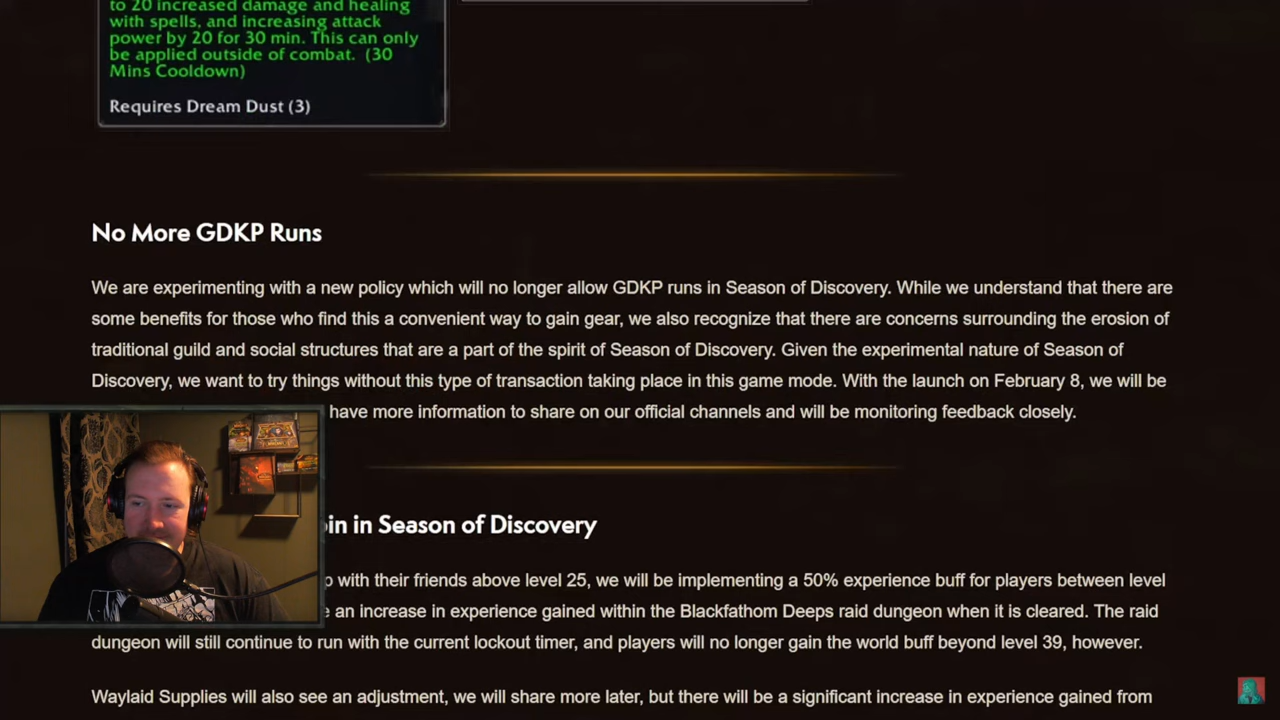 to 20 increased damage and healing
with spells, and increasing attack
power by 20 for 30 min. This can only
be applied outside of combat. (30
Mins Cooldown)
Requires Dream Dust (3)
No More GDKP Runs
We are experimenting with a new policy which will no longer allow GDKP runs in Season of Discovery. While we understand that there are
some benefits for those who find this a convenient way to gain gear, we also recognize that there are concerns surrounding the erosion of
traditional guild and social structures that are a part of the spirit of Season of Discovery. Given the experimental nature of Season of
Discovery, we want to try things without this type of transaction taking place in this game mode. With the launch on February 8, we will be
have more information to share on our official channels and will be monitoring feedback closely.
in Season of Discovery
with their friends above level 25, we will be implementing a 50% experience buff for players between level
an increase in experience gained within the Blackfathom Deeps raid dungeon when it is cleared. The raid
dungeon will still continue to run with the current lockout timer, and players will no longer gain the world buff beyond level 39, however.
Waylaid Supplies will also see an adjustment, we will share more later, but there will be a significant increase in experience gained from